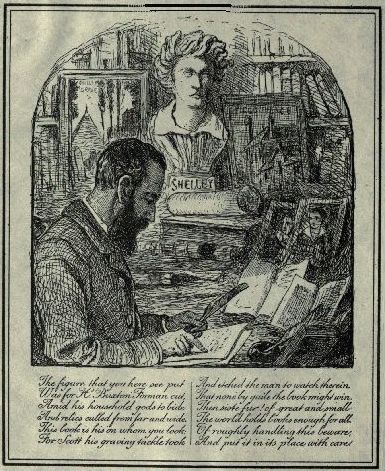 SHELLEY
The figure that you here see put
Was for H. Buxton Forman cut,
Amid his household gods to bide
And relics culled from far and wide.
This book is his on whom you look:
For Scott his graving tackle took
And etched the man to watch therein
That none by guile the book might win.
Then note of great and small
The world holds books enough for all.
Of roughly handling this beware;
And put it in its place with care.